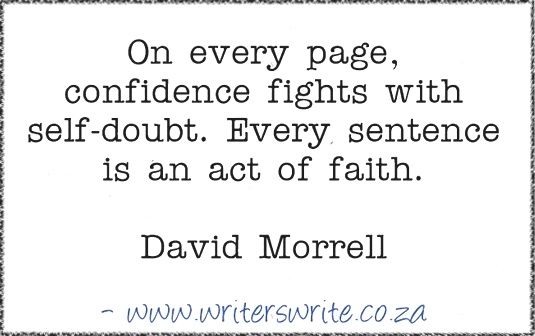 On every page,
confidence fights with
self-doubt. Every sentence
is an act of faith.
David Morrell
- www.writerswrite.co.za